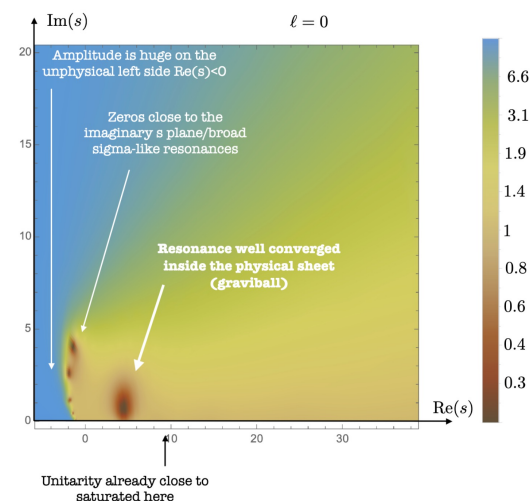 Im(s)
ℓ = 0
20
Amplitude is huge on the
unphysical left side Re(s)<0
Zeros close to the
imaginary s plane/broad
sigma-like resonances
15
10
Resonance well converged
inside the physical sheet
(graviball)
5
0
Re(s)
0
10
20
30
Unitarity already close to
saturated here
6.6
3.1
1.9
1.4
1
0.8
0.6
0.4
0.3